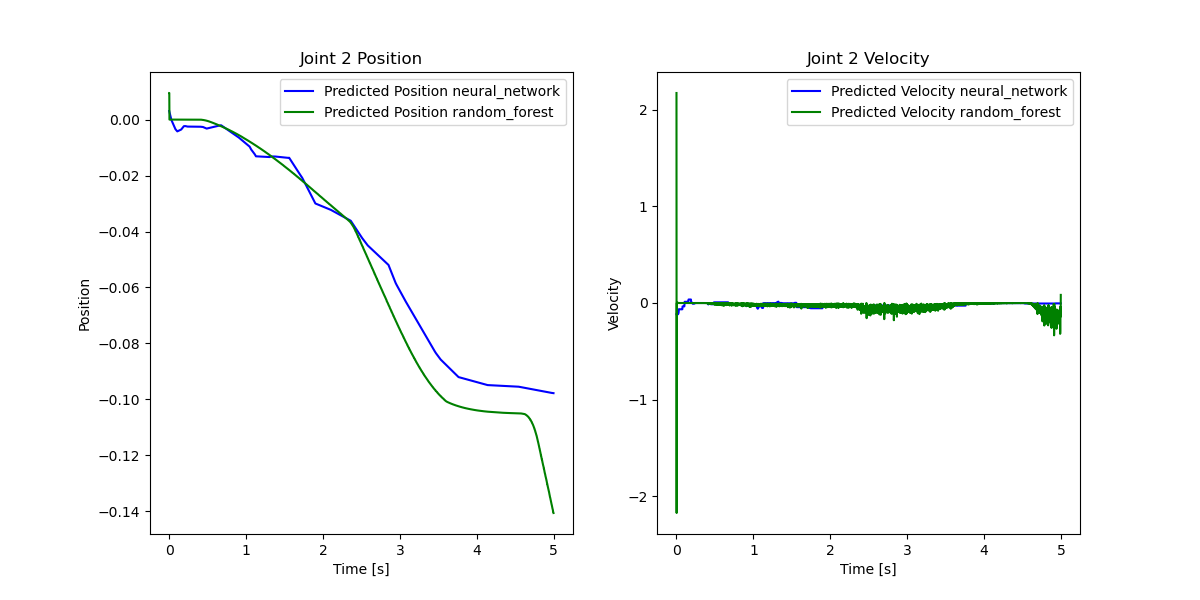 Joint 2 Position
Predicted Position neural_network
Predicted Position random_forest
Position
0.00
−0.02
−0.04
−0.06
−0.08
−0.10
−0.12
−0.14
0 1 2 3 4 5
Time [s]
Joint 2 Velocity
Predicted Velocity neural_network
Predicted Velocity random_forest
Velocity
2
1
0
−1
−2
0 1 2 3 4 5
Time [s]